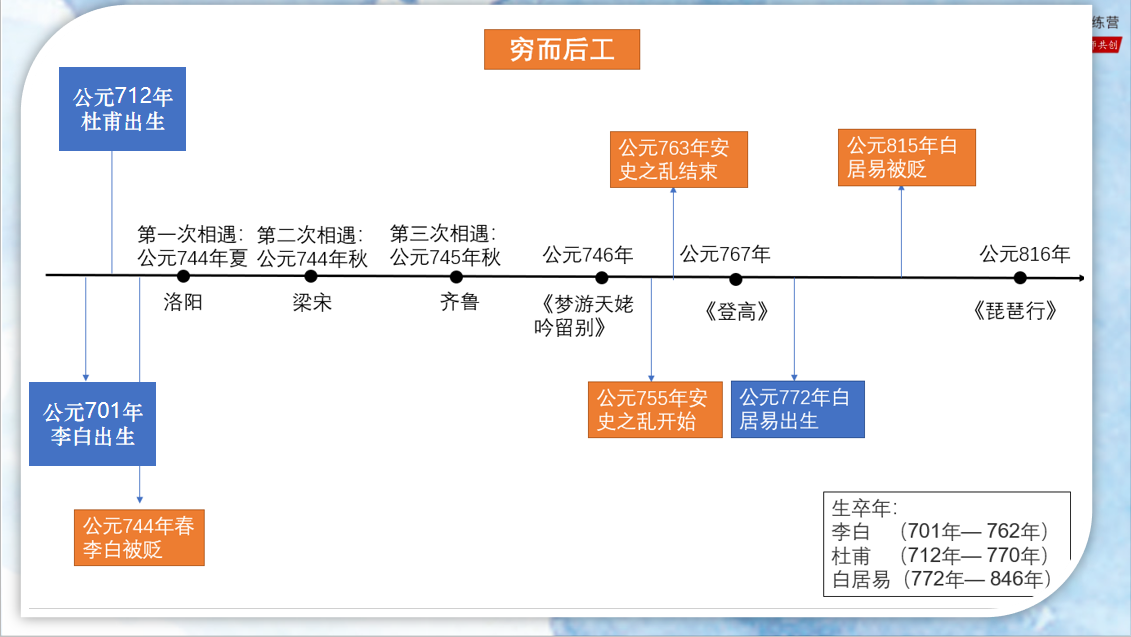 练营
师共创
穷而后工
公元712年
杜甫出生
公元763年安
史之乱结束
公元815年白
居易被贬
第一次相遇：
公元744年夏
第二次相遇：
公元744年秋
第三次相遇：
公元745年秋
公元746年
公元767年
公元816年
洛阳
梁宋
齐鲁
《梦游天姥
吟留别》
《登高》
《琵琶行》
公元701年
李白出生
公元755年安
史之乱开始
公元772年白
居易出生
公元744年春
李白被贬
生卒年：
李白 （701年— 762年）
杜甫 （712年— 770年）
白居易（772年— 846年）